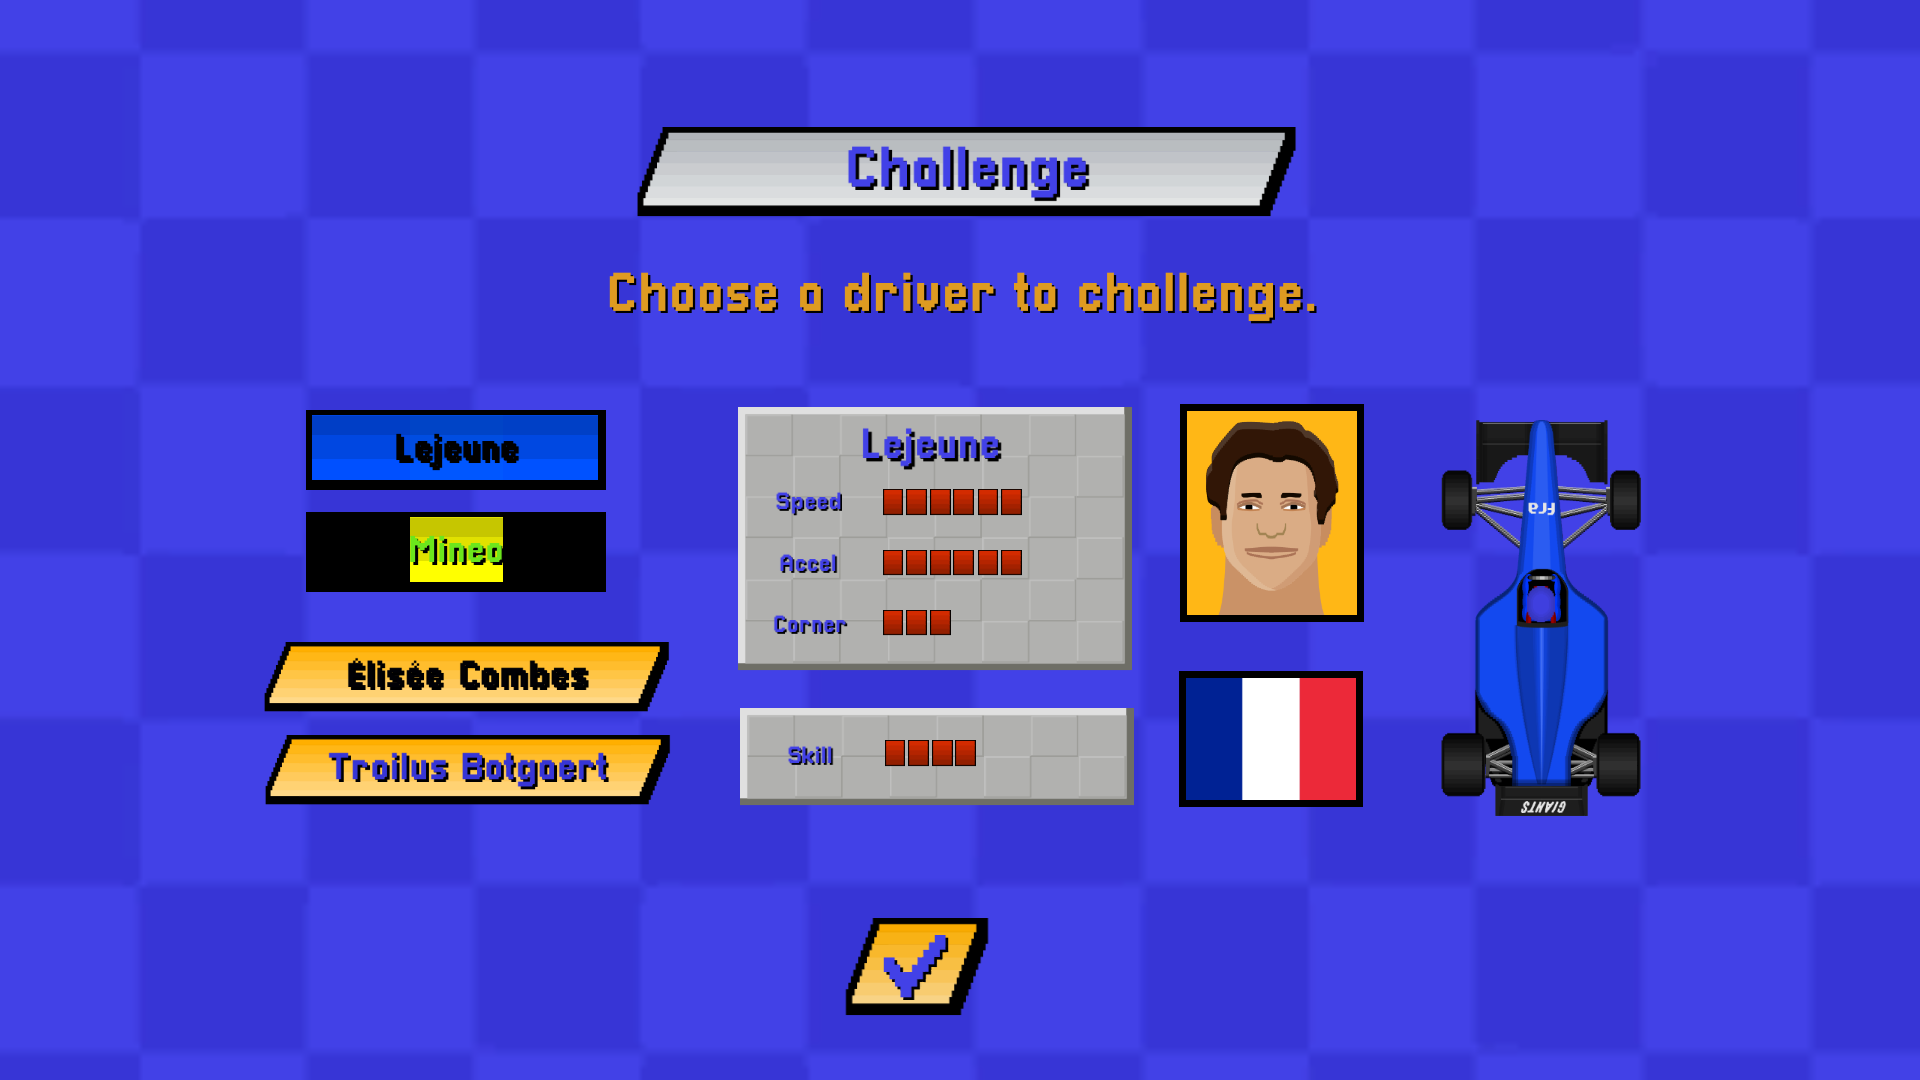 Challenge
Choose a driver to challenge.
Lejeune
Mineo
Élisée Combes
Troilus Botgaert
Lejeune
Speed
Accel
Corner
Skill
Fra
GIANTS